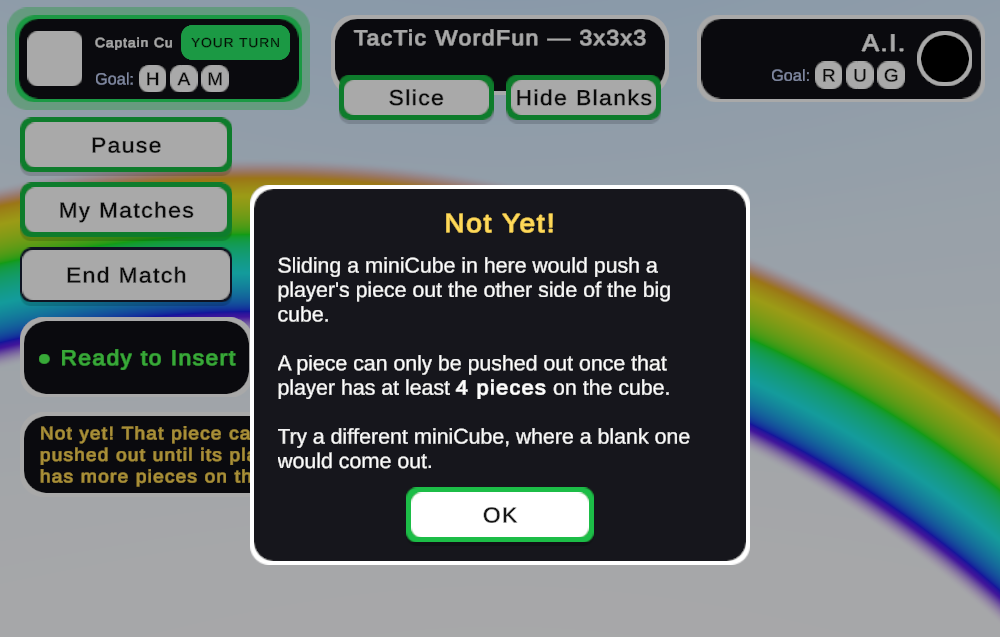 Captain Cu
YOUR TURN
Goal: H A M
TacTic WordFun — 3x3x3
Slice
Hide Blanks
A.I.
Goal: R U G
Pause
My Matches
End Match
Ready to Insert
Not yet! That piece ca
pushed out until its pla
has more pieces on th
Not Yet!
Sliding a miniCube in here would push a
player's piece out the other side of the big
cube.
A piece can only be pushed out once that
player has at least 4 pieces on the cube.
Try a different miniCube, where a blank one
would come out.
OK